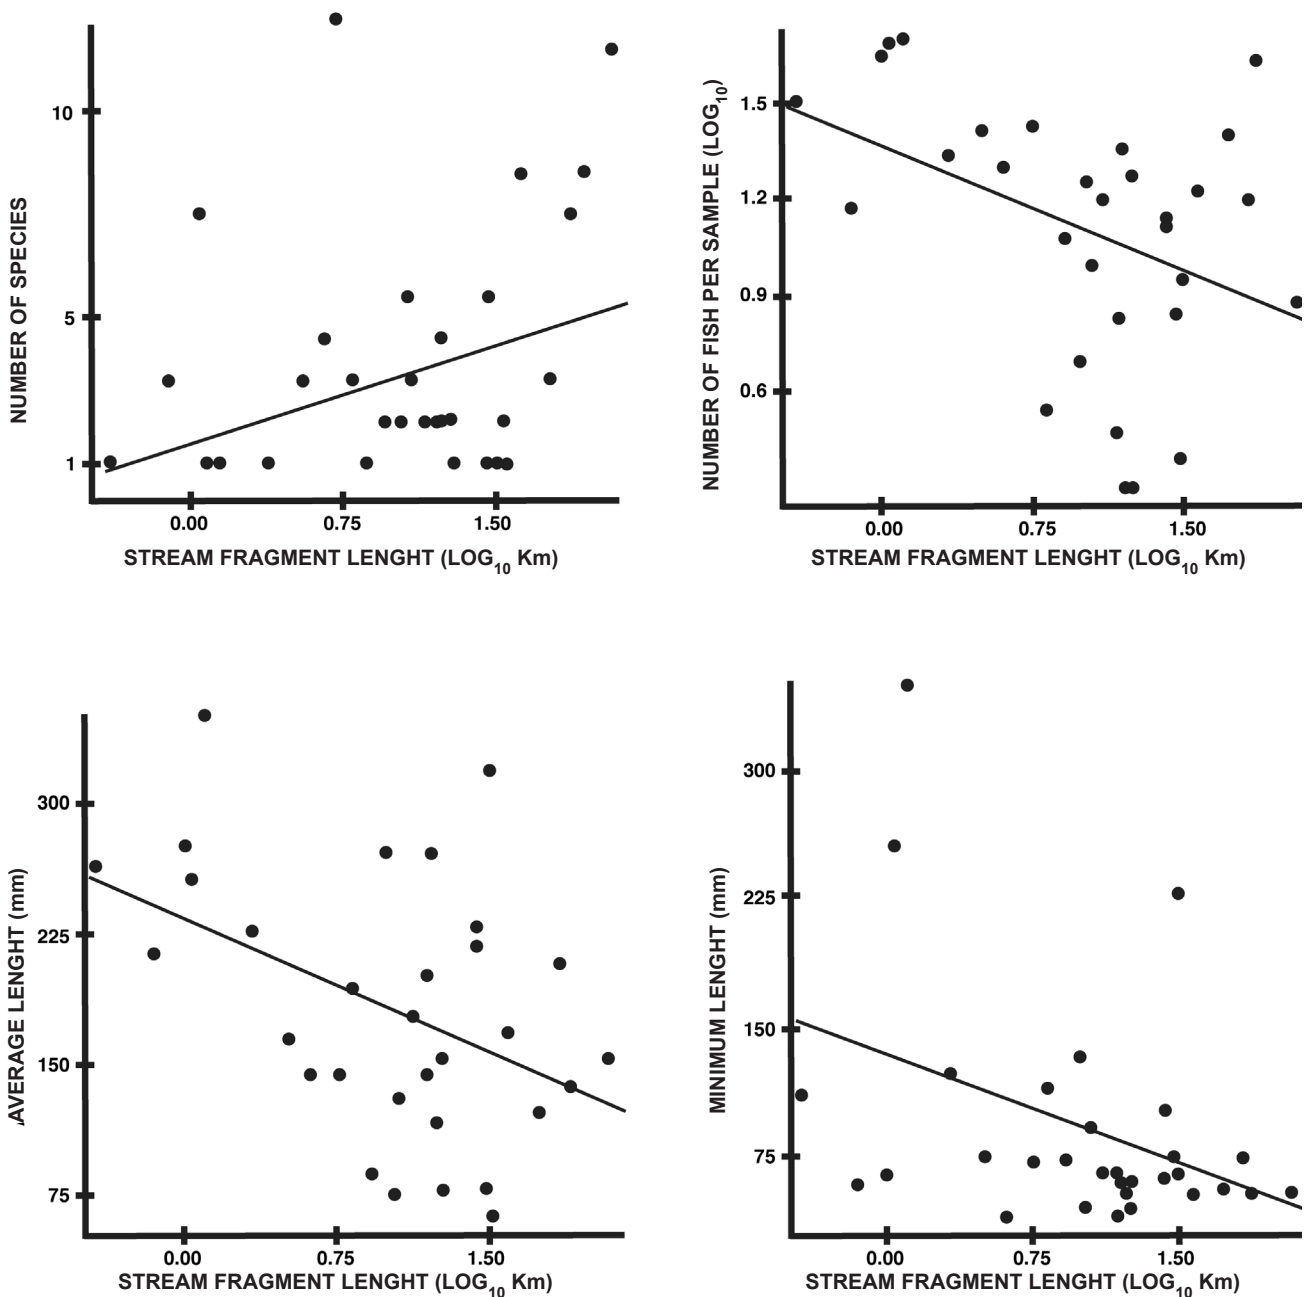 NUMBER OF SPECIES
10
5
1
0.00 0.75 1.50
STREAM FRAGMENT LENGHT (LOG10 Km)
NUMBER OF FISH PER SAMPLE (LOG10)
1.5
1.2
0.9
0.6
0.00 0.75 1.50
STREAM FRAGMENT LENGHT (LOG10 Km)
AVERAGE LENGHT (mm)
300
225
150
75
0.00 0.75 1.50
STREAM FRAGMENT LENGHT (LOG10 Km)
MINIMUM LENGHT (mm)
300
225
150
75
0.00 0.75 1.50
STREAM FRAGMENT LENGHT (LOG10 Km)